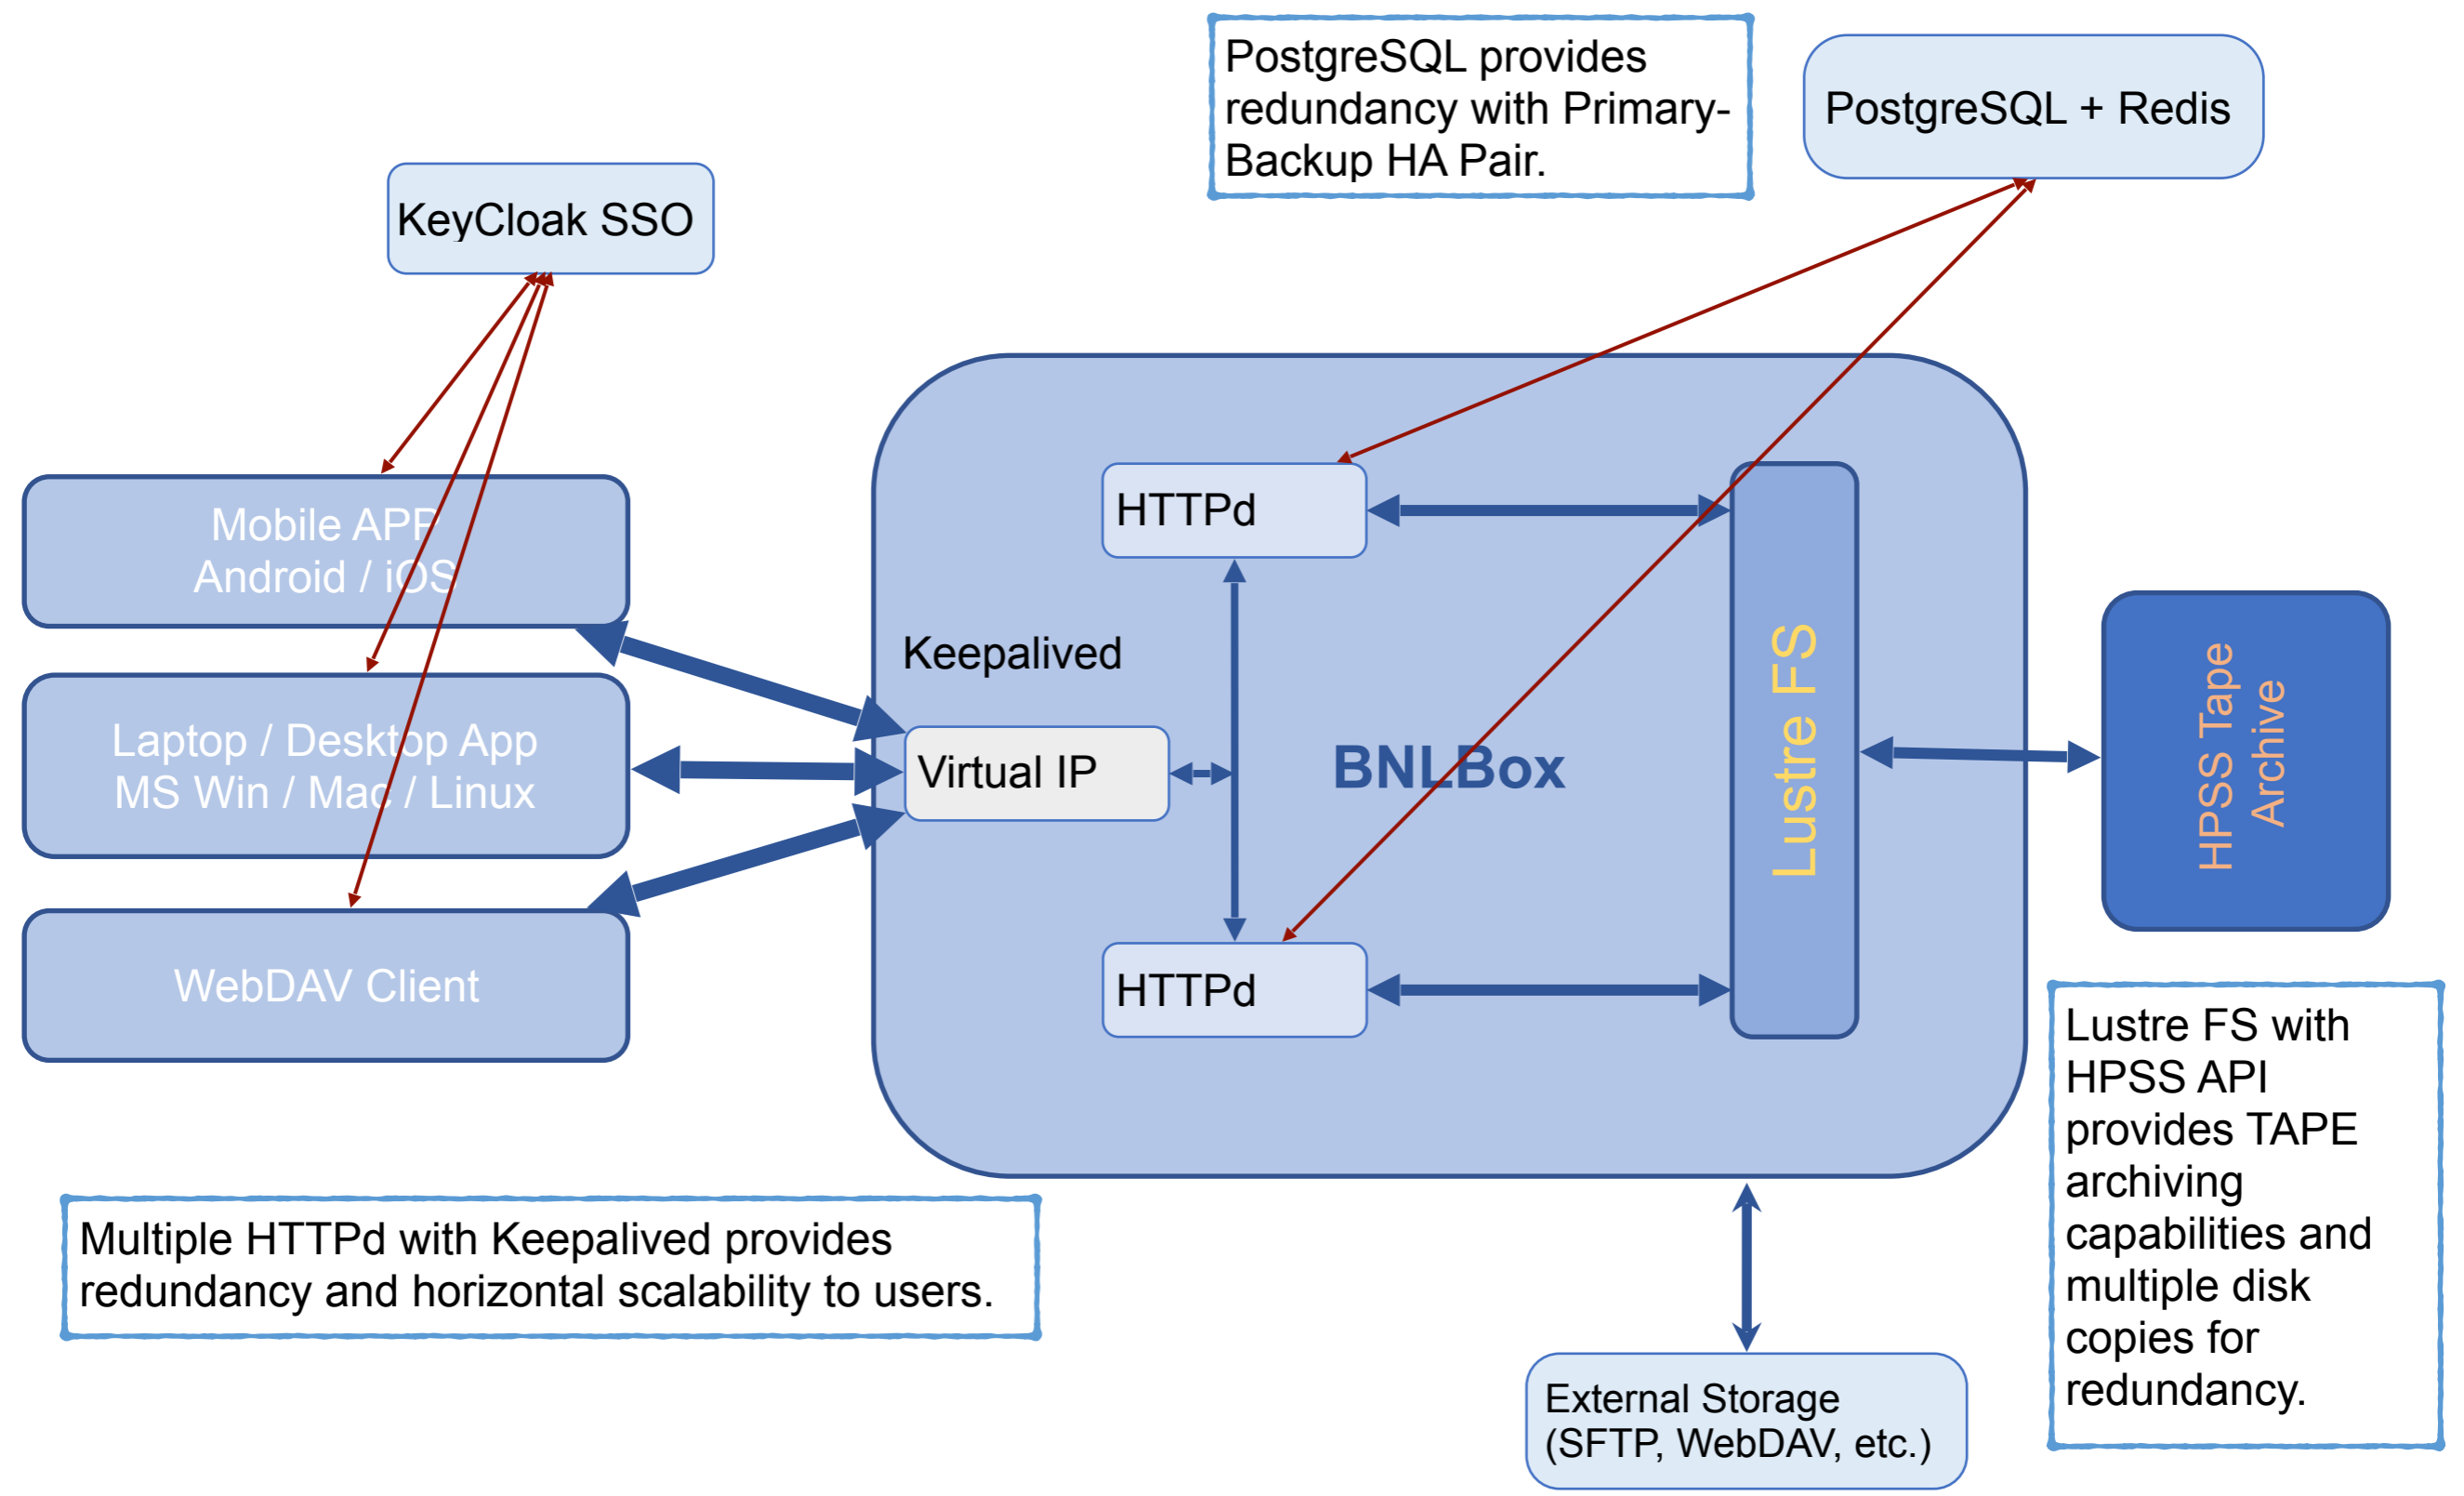 PostgreSQL provides
redundancy with Primary-
Backup HA Pair.
PostgreSQL + Redis
KeyCloak SSO
Mobile APP
Android / iOS
Laptop / Desktop App
MS Win / Mac / Linux
WebDAV Client
HTTPd
Keepalived
Virtual IP
BNLBox
HTTPd
Lustre FS
HPSS Tape
Archive
Multiple HTTPd with Keepalived provides
redundancy and horizontal scalability to users.
External Storage
(SFTP, WebDAV, etc.)
Lustre FS with
HPSS API
provides TAPE
archiving
capabilities and
multiple disk
copies for
redundancy.